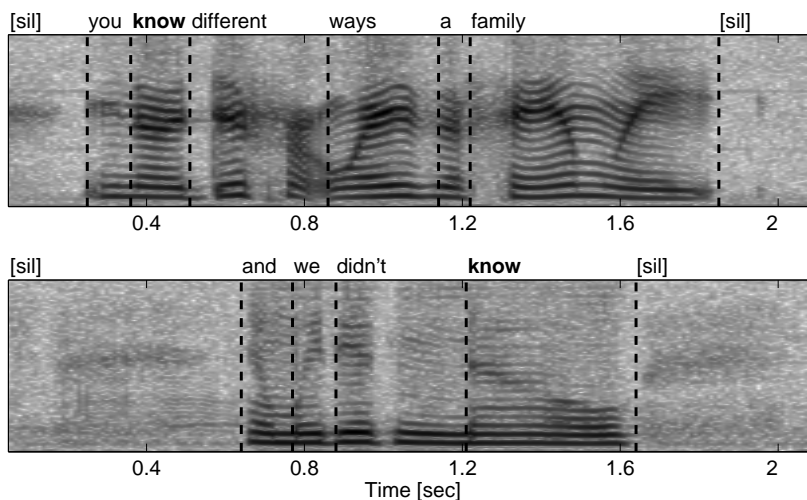 [sil] you know different ways a family [sil]
0.4 0.8 1.2 1.6 2
[sil] and we didn't know [sil]
0.4 0.8 1.2 1.6 2
Time [sec]